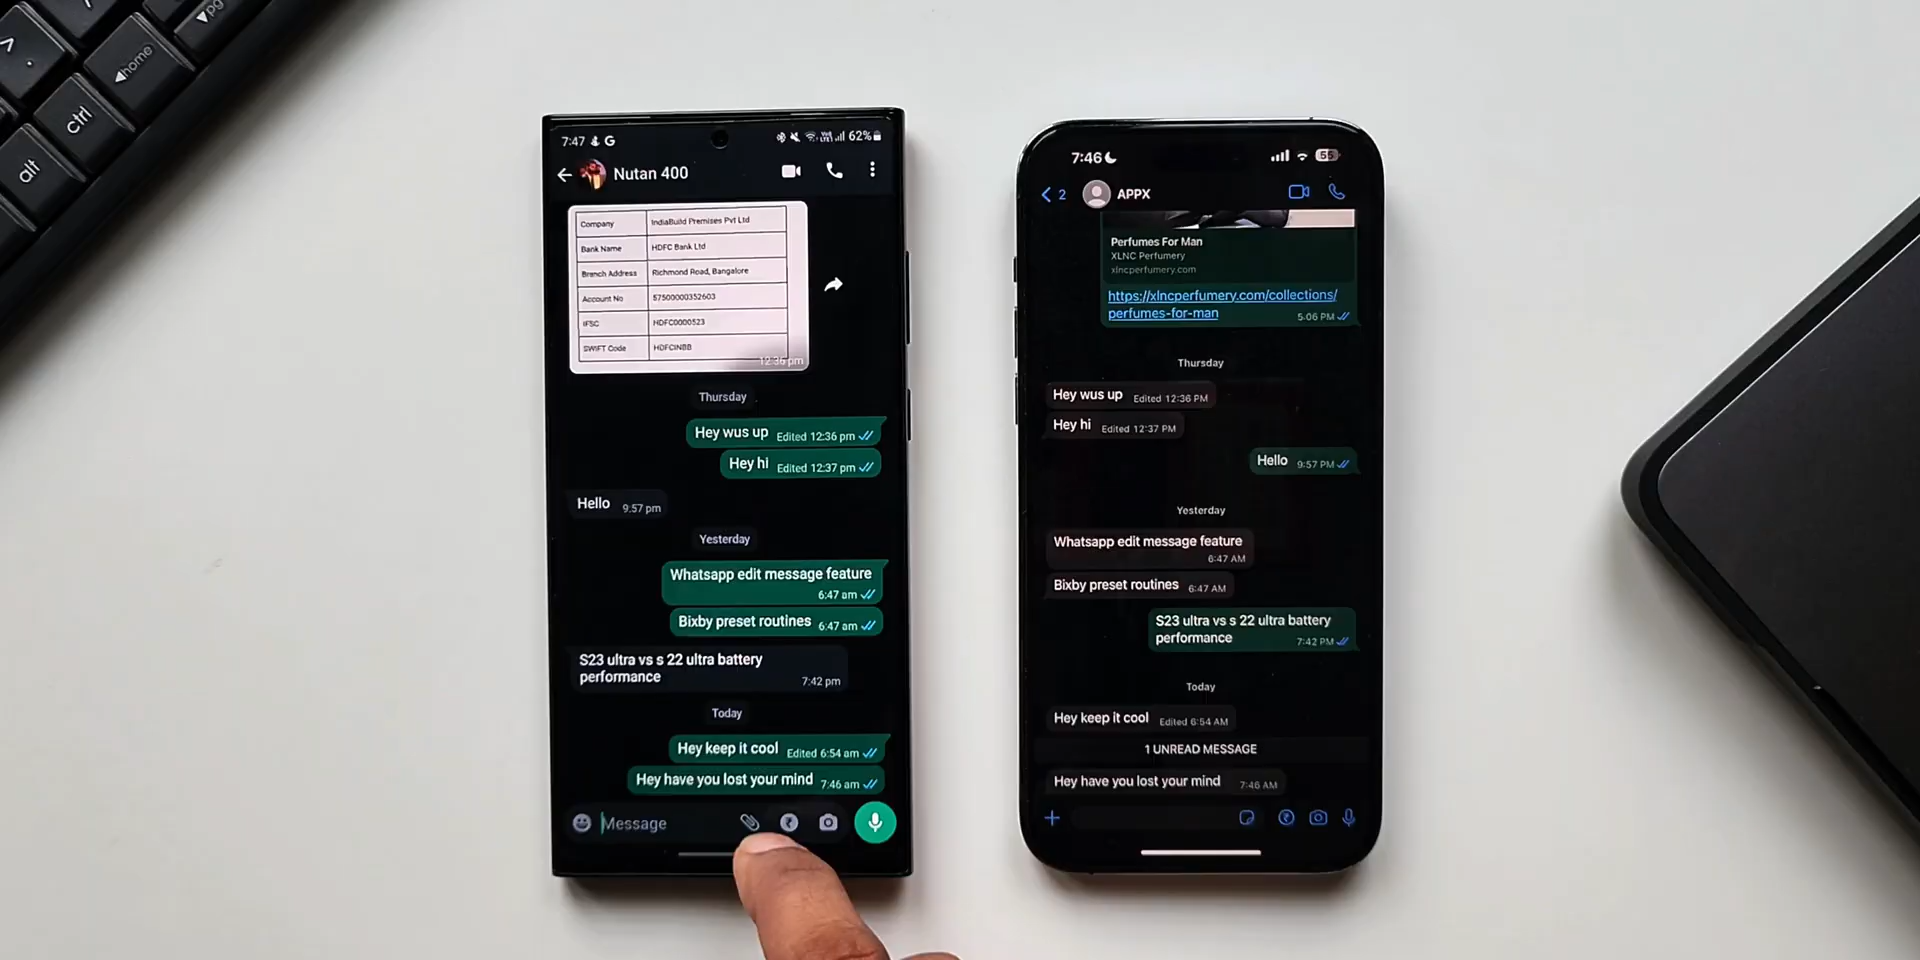 home
pg
ctrl
alt
7:47 G
62%
Nutan 400
Company IndiaBuild Premises Pvt Ltd
Bank Name HDFC Bank Ltd
Branch Address Richmond Road, Bangalore
Account No 57500000352603
IFSC HDFC0000523
SWIFT Code HDFCINBB
12:36 pm
Thursday
Hey wus up Edited 12:36 pm
Hey hi Edited 12:37 pm
Hello 9:57 pm
Yesterday
Whatsapp edit message feature
6:47 am
Bixby preset routines 6:47 am
S23 ultra vs s 22 ultra battery
performance 7:42 pm
Today
Hey keep it cool Edited 6:54 am
Hey have you lost your mind 7:46 am
Message
7:46
55
2 APPX
Perfumes For Man
XLNC Perfumery
xlncperfumery.com
https://xlncperfumery.com/collections/
perfumes-for-man 5:06 PM
Thursday
Hey wus up Edited 12:36 PM
Hey hi Edited 12:37 PM
Hello 9:57 PM
Yesterday
Whatsapp edit message feature
6:47 AM
Bixby preset routines 6:47 AM
S23 ultra vs s 22 ultra battery
performance 7:42 PM
Today
Hey keep it cool Edited 6:54 AM
1 UNREAD MESSAGE
Hey have you lost your mind 7:46 AM